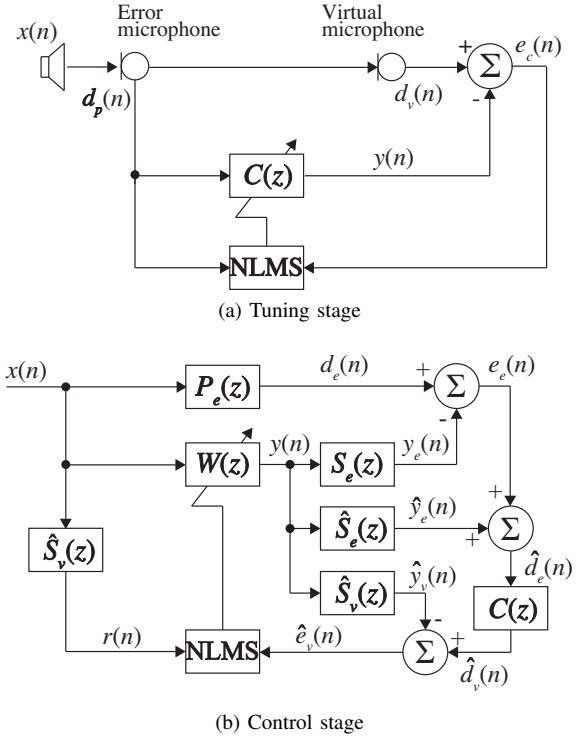 Error microphone
Virtual microphone
x(n)
d_p(n)
d_v(n)
+
Σ
-
e_c(n)
C(z)
y(n)
NLMS
(a) Tuning stage
x(n)
P_e(z)
d_e(n)
+
Σ
-
e_e(n)
W(z)
y(n)
S_e(z)
y_e(n)
Ŝ_e(z)
ŷ_e(n)
+
+
Σ
Ŝ_v(z)
Ŝ_v(z)
ŷ_v(n)
d̂_e(n)
C(z)
r(n)
NLMS
ê_v(n)
-
Σ
+
d̂_v(n)
(b) Control stage